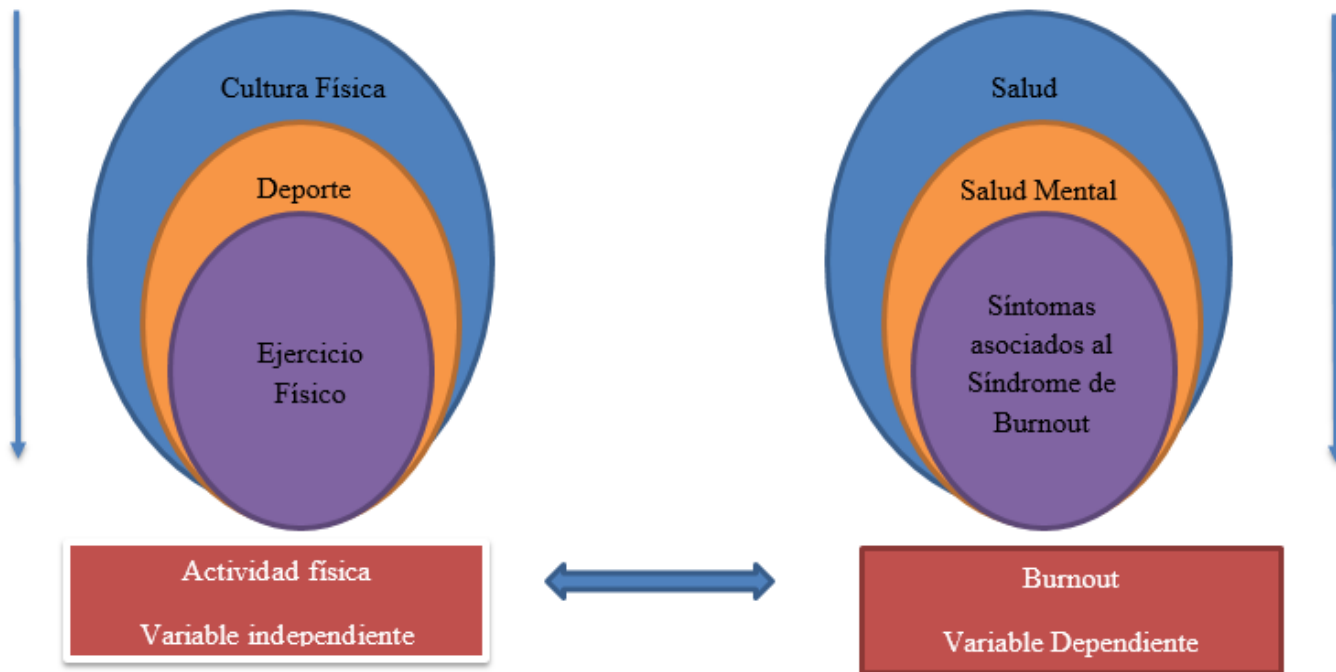 Cultura Física
Deporte
Ejercicio
Físico
Actividad física
Variable independiente
Salud
Salud Mental
Síntomas
asociados al
Síndrome de
Burnout
Burnout
Variable Dependiente